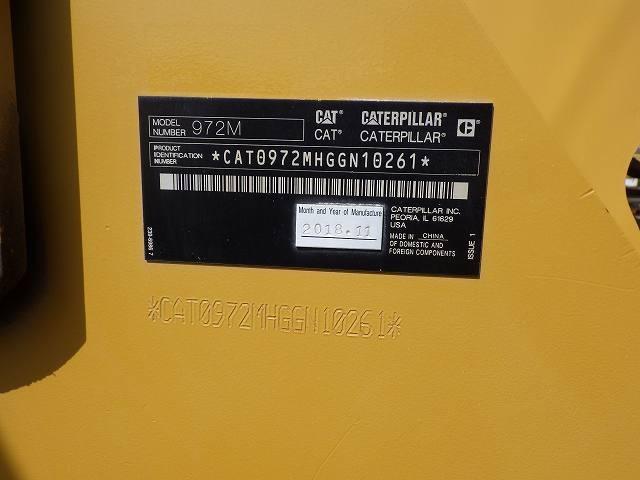 MODEL NUMBER 972M
CAT® CATERPILLAR®
CAT® CATERPILLAR® C
PRODUCT IDENTIFICATION NUMBER *CAT0972MHGGN10261*
Month and Year of Manufacture
2018.11
CATERPILLAR INC.
PEORIA, IL 61629
USA
MADE IN CHINA
OF DOMESTIC AND
FOREIGN COMPONENTS
ISSUE 1
*CAT0972MHGGN10261*